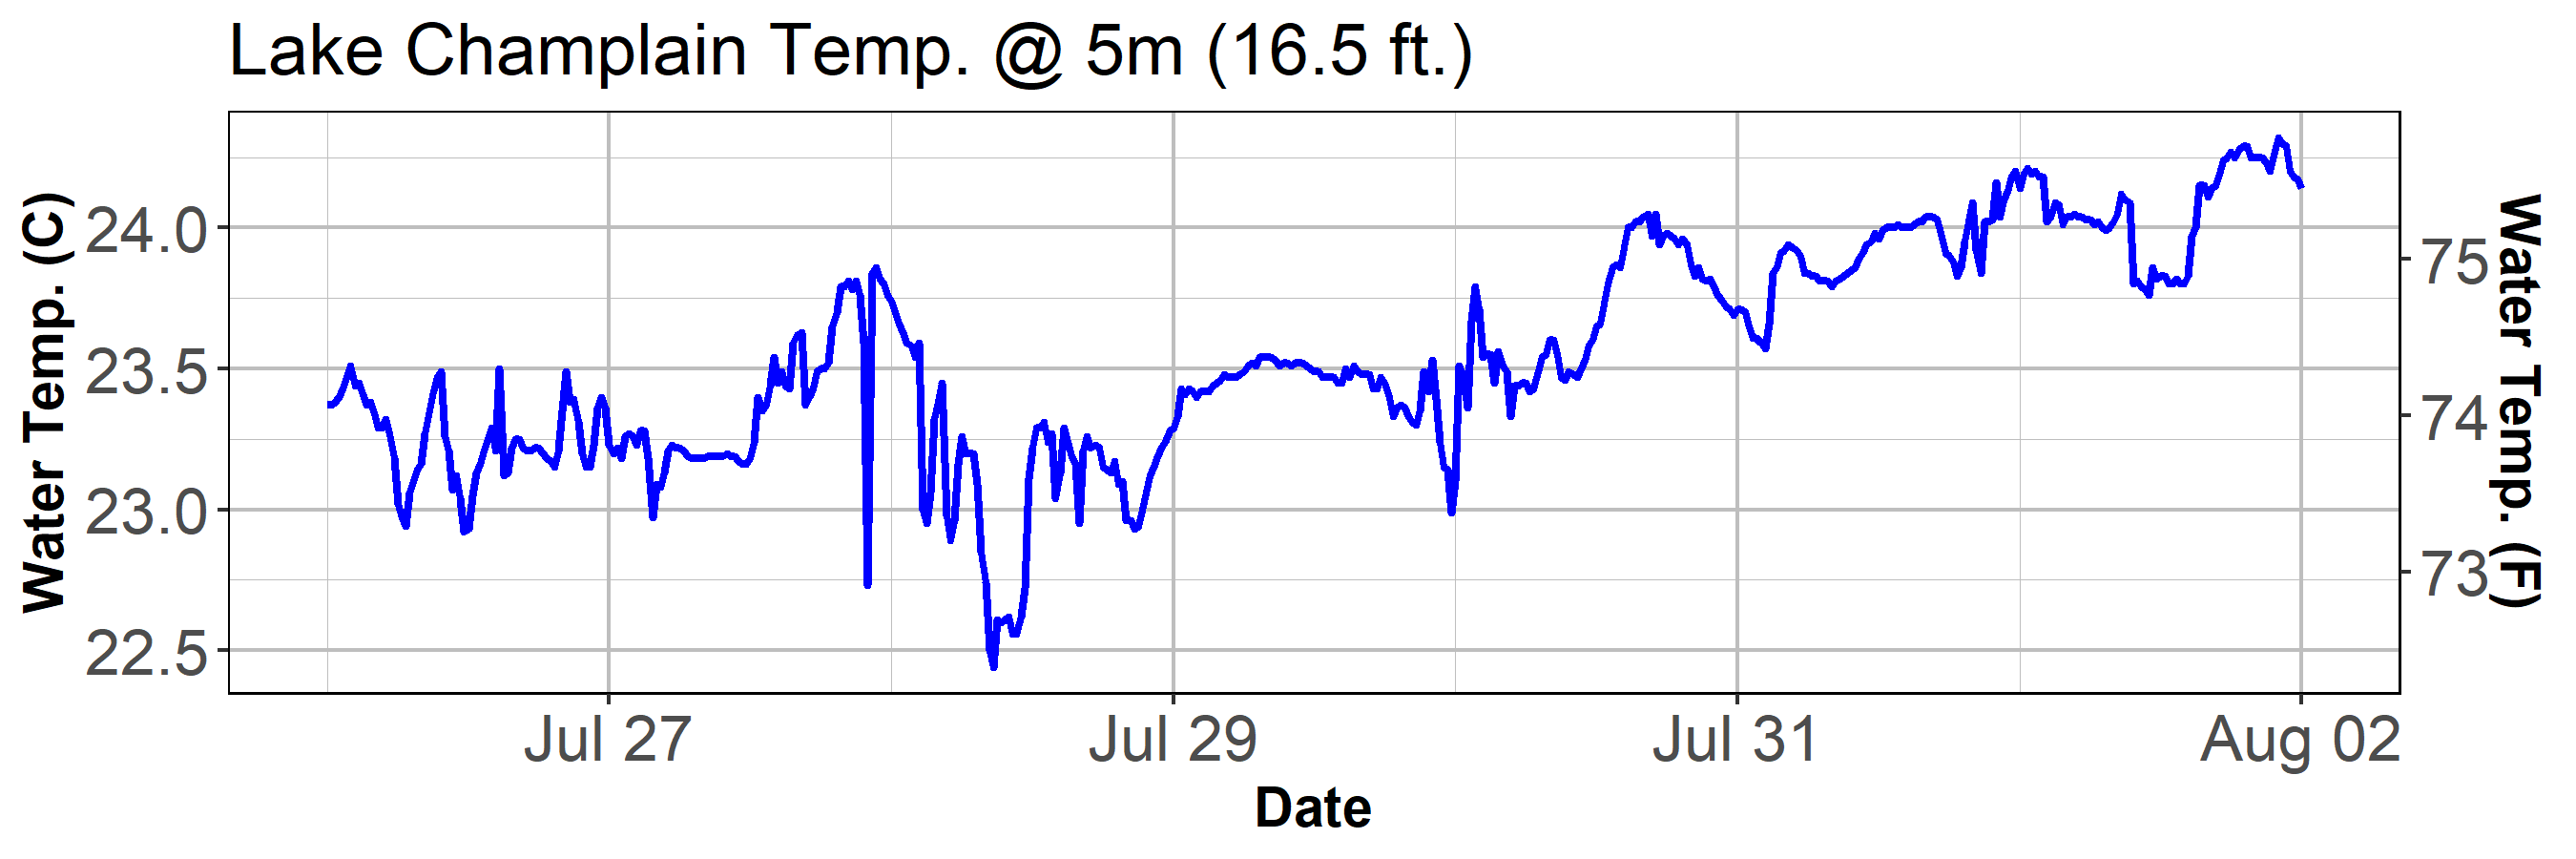 Lake Champlain Temp. @ 5m (16.5 ft.)
Water Temp. (C)
24.0
23.5
23.0
22.5
75
74
73
Water Temp. (F)
Jul 27
Jul 29
Jul 31
Aug 02
Date